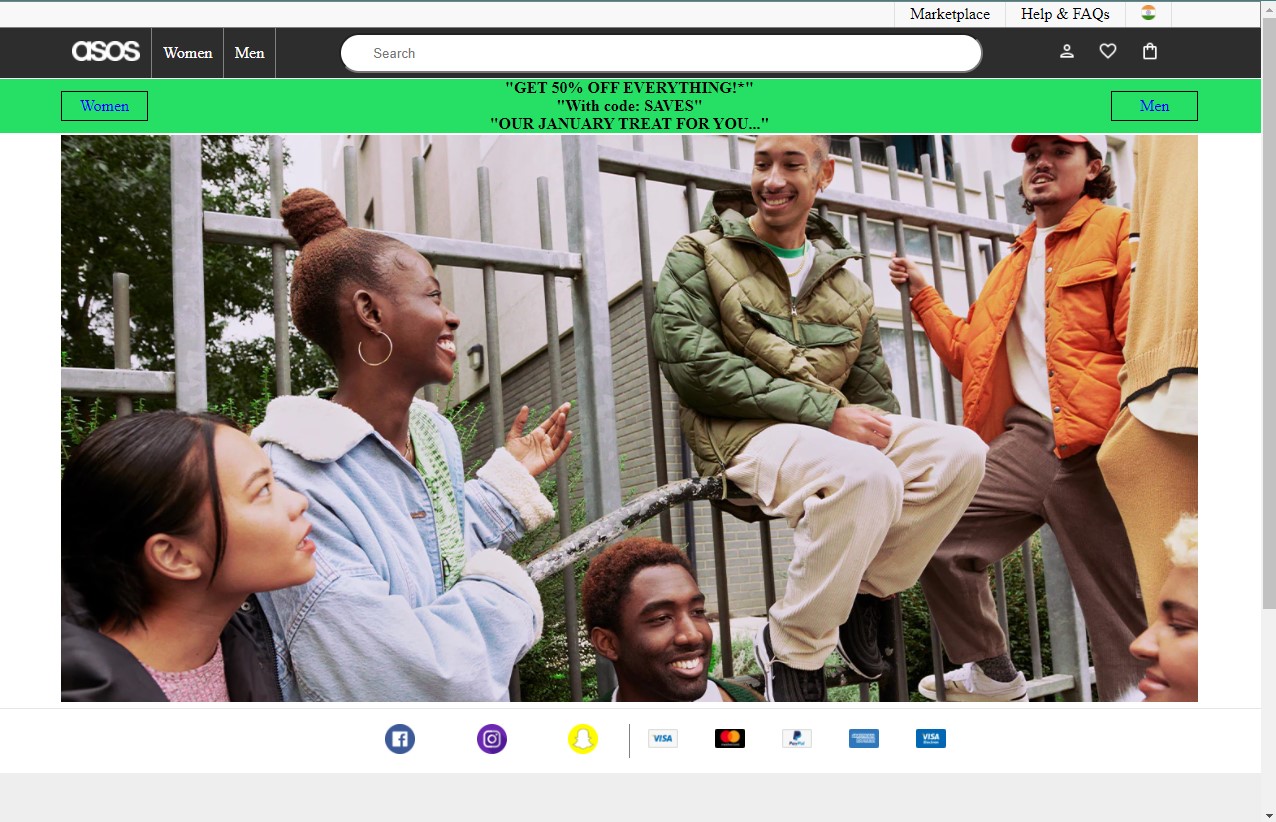 Marketplace
Help & FAQs
asos
Women
Men
Search
Women
"GET 50% OFF EVERYTHING!*"
"With code: SAVES"
"OUR JANUARY TREAT FOR YOU..."
Men
VISA
PayPal
VISA